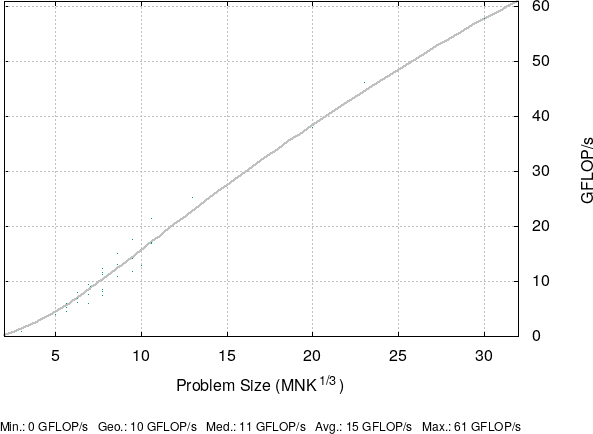 60
50
40
30
20
10
0
GFLOP/s
5 10 15 20 25 30
Problem Size (MNK^1/3)
Min.: 0 GFLOP/s Geo.: 10 GFLOP/s Med.: 11 GFLOP/s Avg.: 15 GFLOP/s Max.: 61 GFLOP/s